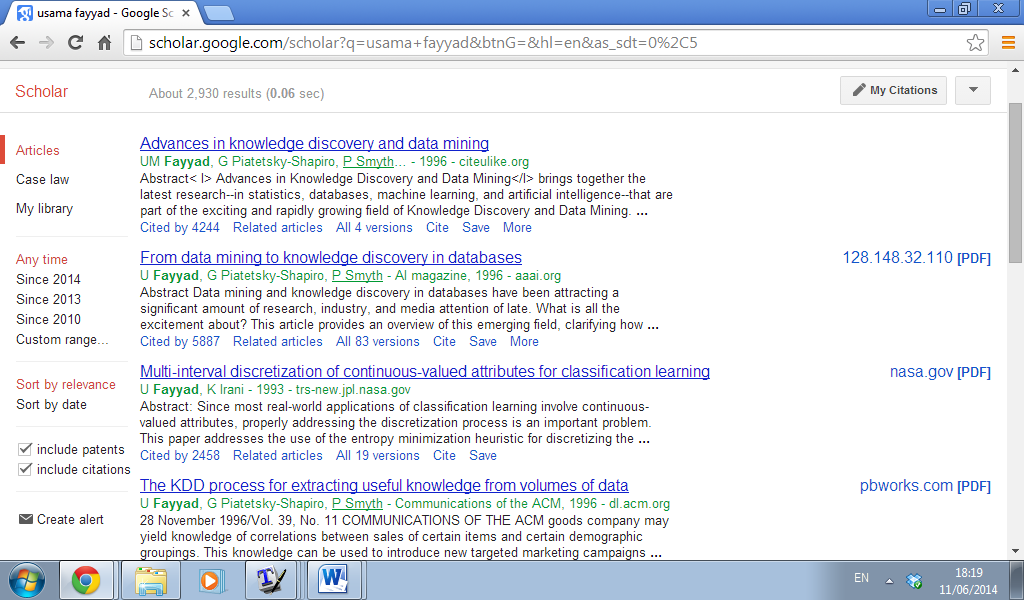 usama fayyad - Google Sc
scholar.google.com/scholar?q=usama+fayyad&btnG=&hl=en&as_sdt=0%2C5
Scholar
About 2,930 results (0.06 sec)
My Citations
Articles
Case law
My library
Any time
Since 2014
Since 2013
Since 2010
Custom range...
Sort by relevance
Sort by date
include patents
include citations
Create alert
Advances in knowledge discovery and data mining
UM Fayyad, G Piatetsky-Shapiro, P Smyth... - 1996 - citeulike.org
Abstract< I> Advances in Knowledge Discovery and Data Mining</I> brings together the
latest research--in statistics, databases, machine learning, and artificial intelligence--that are
part of the exciting and rapidly growing field of Knowledge Discovery and Data Mining. ...
Cited by 4244 Related articles All 4 versions Cite Save More
From data mining to knowledge discovery in databases
128.148.32.110 [PDF]
U Fayyad, G Piatetsky-Shapiro, P Smyth - AI magazine, 1996 - aaai.org
Abstract Data mining and knowledge discovery in databases have been attracting a
significant amount of research, industry, and media attention of late. What is all the
excitement about? This article provides an overview of this emerging field, clarifying how ...
Cited by 5887 Related articles All 83 versions Cite Save More
Multi-interval discretization of continuous-valued attributes for classification learning
nasa.gov [PDF]
U Fayyad, K Irani - 1993 - trs-new.jpl.nasa.gov
Abstract: Since most real-world applications of classification learning involve continuous-
valued attributes, properly addressing the discretization process is an important problem.
This paper addresses the use of the entropy minimization heuristic for discretizing the ...
Cited by 2458 Related articles All 19 versions Cite Save
The KDD process for extracting useful knowledge from volumes of data
pbworks.com [PDF]
U Fayyad, G Piatetsky-Shapiro, P Smyth - Communications of the ACM, 1996 - dl.acm.org
28 November 1996/Vol. 39, No. 11 COMMUNICATIONS OF THE ACM goods company may
yield knowledge of correlations between sales of certain items and certain demographic
groupings. This knowledge can be used to introduce new targeted marketing campaigns ...
EN
18:19
11/06/2014